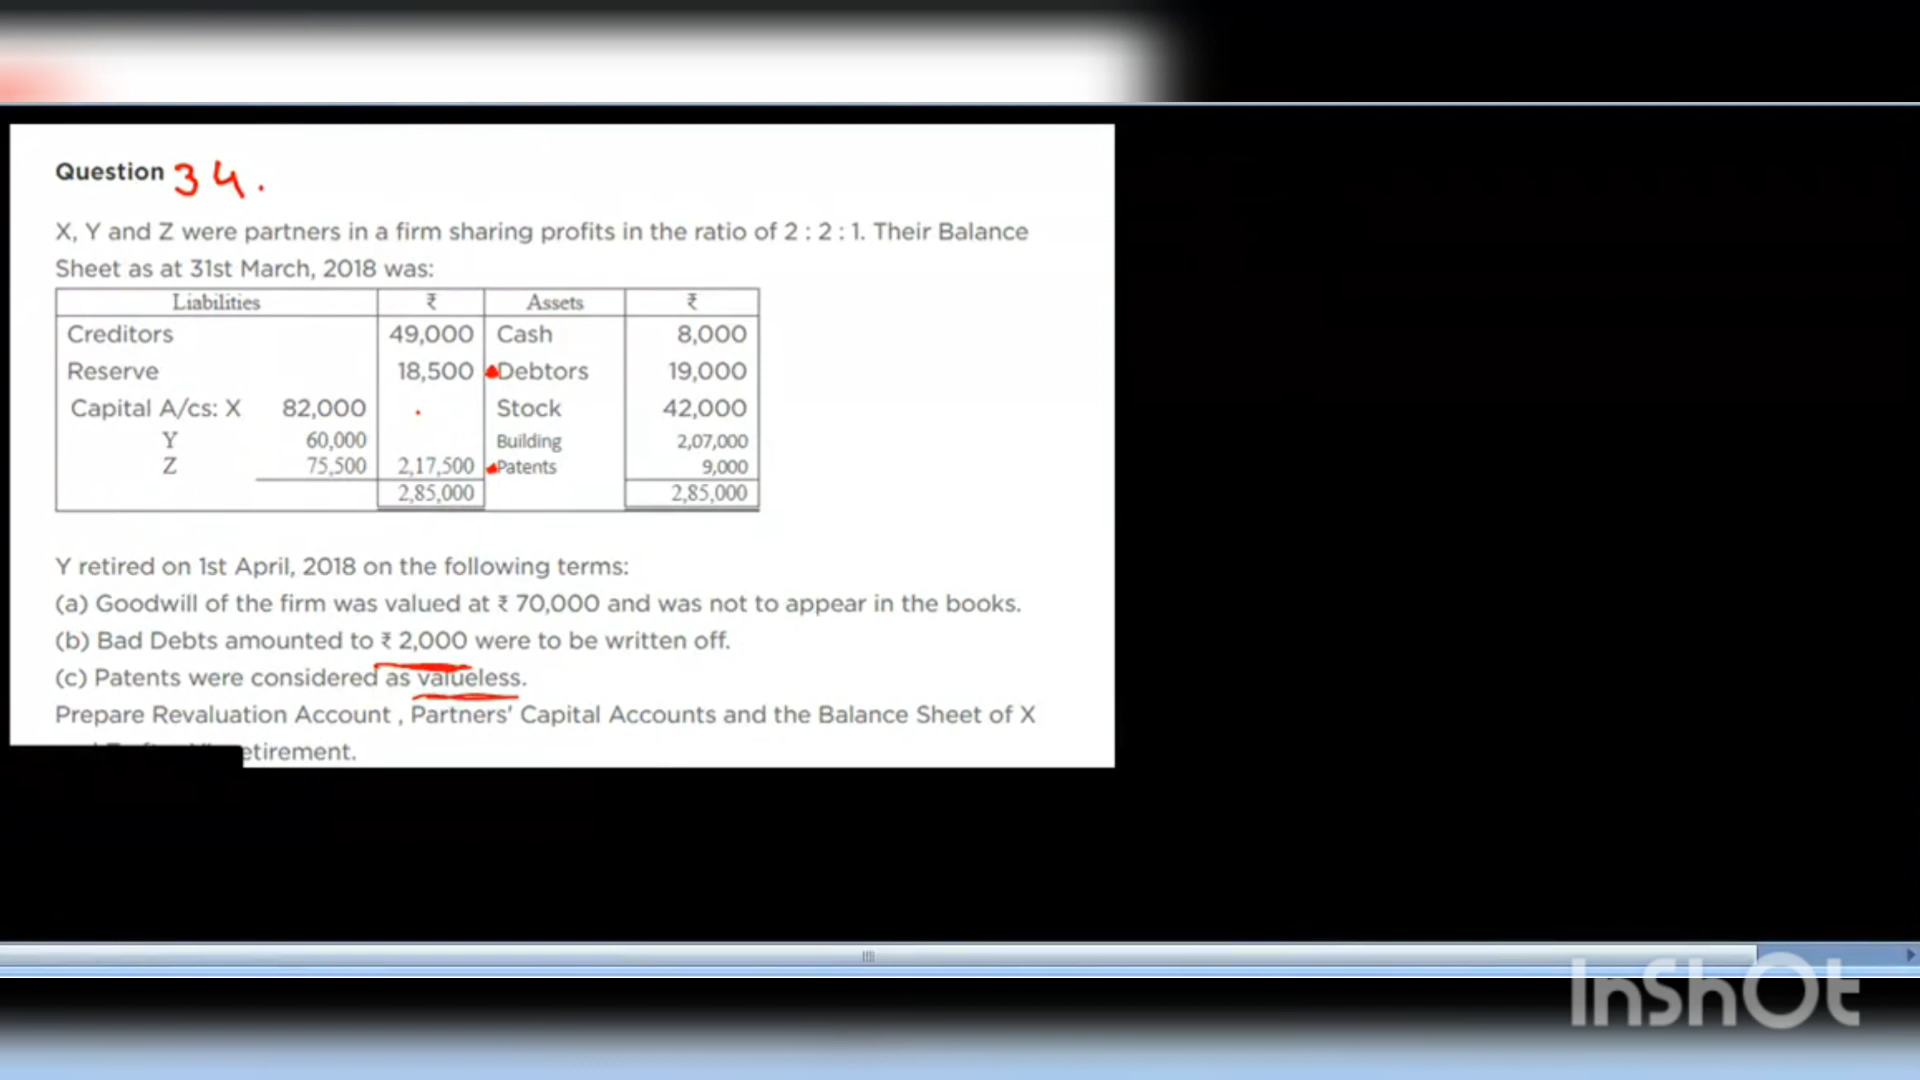 Question 34.
X, Y and Z were partners in a firm sharing profits in the ratio of 2 : 2 : 1. Their Balance
Sheet as at 31st March, 2018 was:
Liabilities ₹ Assets ₹
Creditors 49,000 Cash 8,000
Reserve 18,500 Debtors 19,000
Capital A/cs: X 82,000 Stock 42,000
Y 60,000 Building 2,07,000
Z 75,500 2,17,500 Patents 9,000
2,85,000 2,85,000
Y retired on 1st April, 2018 on the following terms:
(a) Goodwill of the firm was valued at ₹ 70,000 and was not to appear in the books.
(b) Bad Debts amounted to ₹ 2,000 were to be written off.
(c) Patents were considered as valueless.
Prepare Revaluation Account , Partners' Capital Accounts and the Balance Sheet of X
etirement.
InShOt